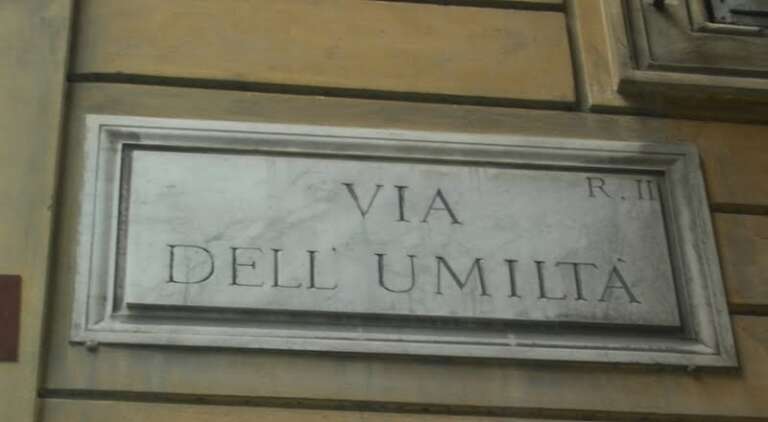 R. II
VIA
DELL' UMILTÀ